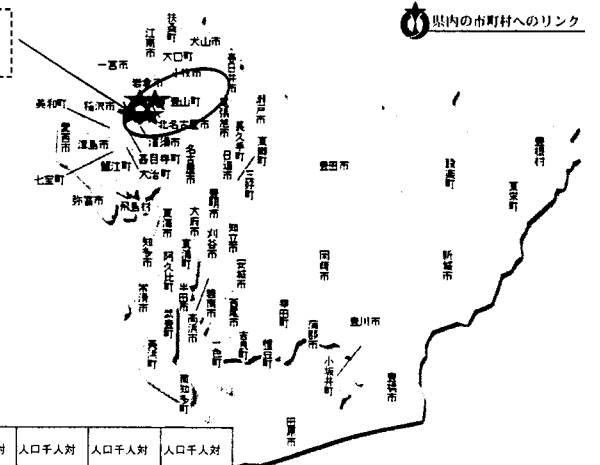 県内の市町村へのリンク
扶桑町
江南市
犬山市
大口町
小牧市
一宮市
岩倉市
春日井市
美和町
稲沢市
豊山町
尾張旭市
瀬戸市
北名古屋市
長久手町
東郷町
愛西市
津島市
清須市
甚目寺町
名古屋市
日進市
三好町
七宝町
蟹江町
大治
弥富市
飛島村
豊田市
設楽町
豊根村
東栄町
東海市
大府市
豊明市
知立市
刈谷市
知多市
東浦町
阿久比町
安城市
岡崎市
新城市
常滑市
半田市
碧南市
西尾市
武豊町
高浜市
幸田町
蒲郡市
豊川市
美浜町
一色町
吉良町
幡豆町
小坂井町
豊橋市
南知多町
田原市
対
人口千人対
人口千人対
人口千人対